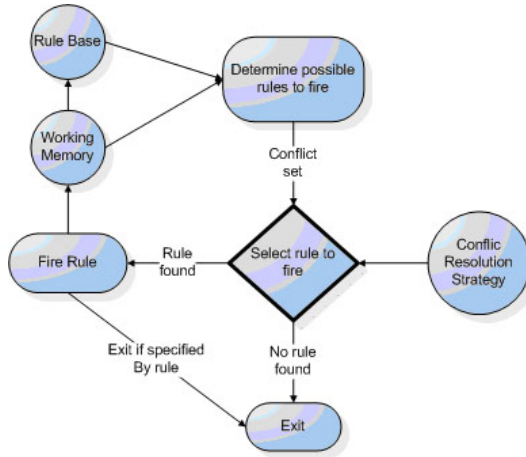 Rule Base
Determine possible
rules to fire
Working
Memory
Conflict
set
Fire Rule
Rule
found
Select rule to
fire
Conflic
Resolution
Strategy
Exit if specified
By rule
No rule
found
Exit